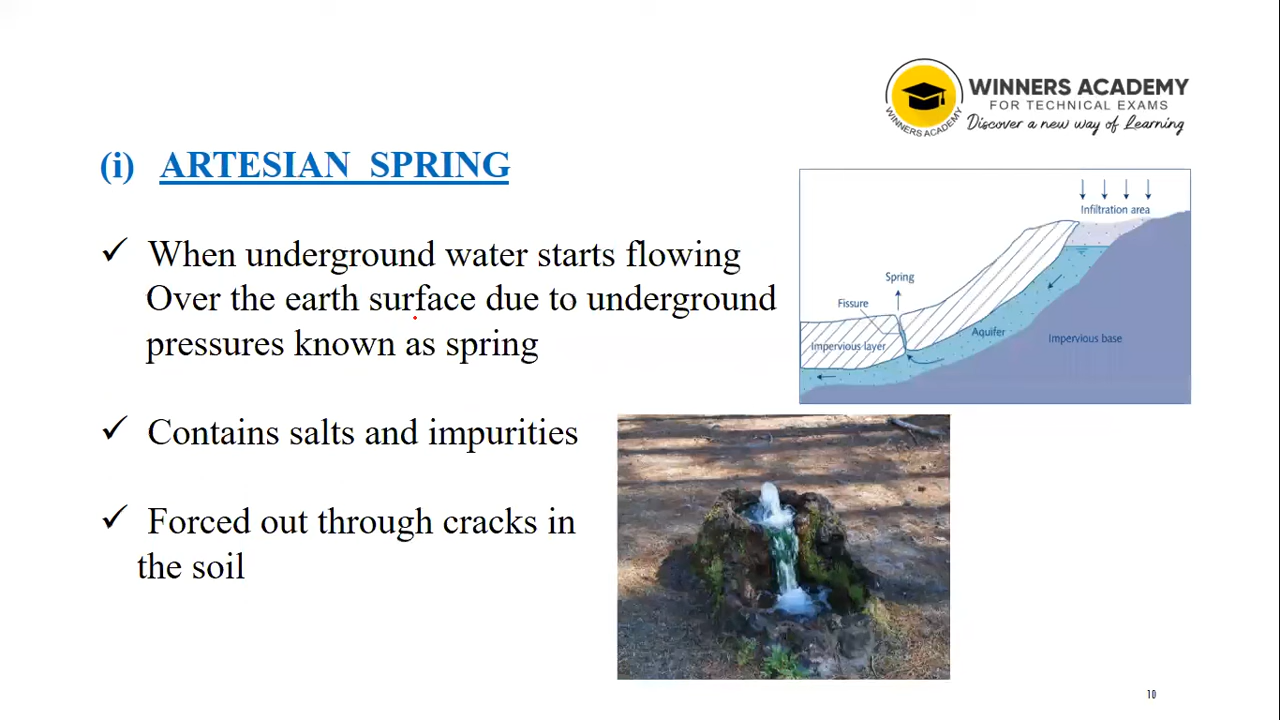 WINNERS ACADEMY
FOR TECHNICAL EXAMS
Discover a new way of Learning
WINNERS ACADEMY
(i) ARTESIAN SPRING
✓ When underground water starts flowing
Over the earth surface due to underground
pressures known as spring
✓ Contains salts and impurities
✓ Forced out through cracks in
the soil
Infiltration area
Spring
Fissure
Aquifer
Impervious layer
Impervious base
10